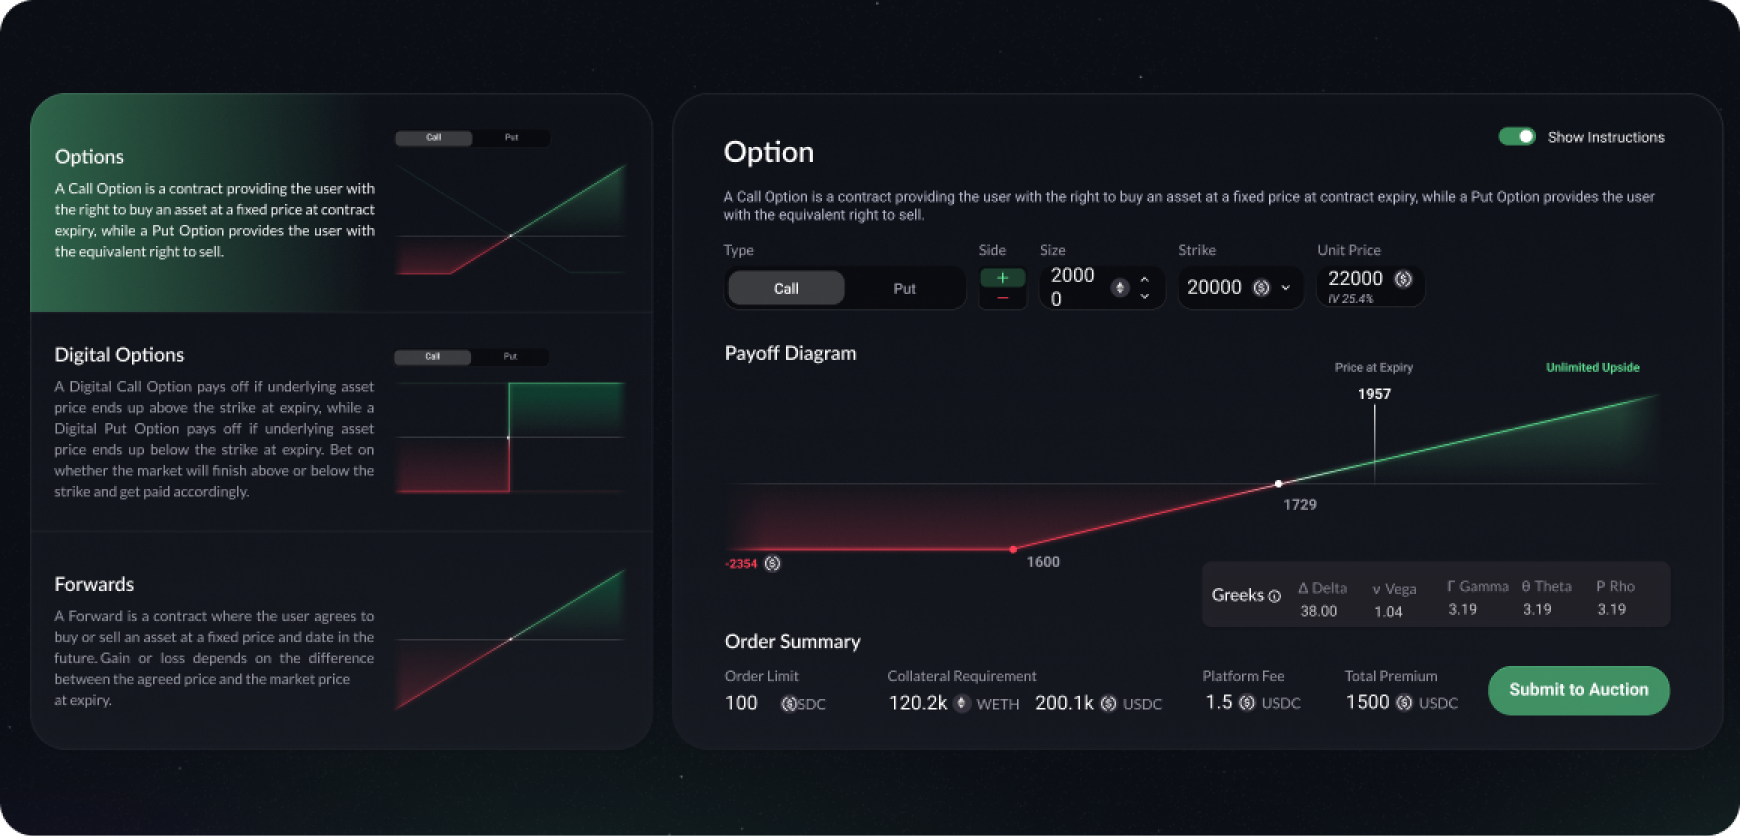 Call Put
Options
A Call Option is a contract providing the user with
the right to buy an asset at a fixed price at contract
expiry, while a Put Option provides the user with
the equivalent right to sell.
Digital Options
Call Put
A Digital Call Option pays off if underlying asset
price ends up above the strike at expiry, while a
Digital Put Option pays off if underlying asset
price ends up below the strike at expiry. Bet on
whether the market will finish above or below the
strike and get paid accordingly.
Forwards
A Forward is a contract where the user agrees to
buy or sell an asset at a fixed price and date in the
future. Gain or loss depends on the difference
between the agreed price and the market price
at expiry.
Show Instructions
Option
A Call Option is a contract providing the user with the right to buy an asset at a fixed price at contract expiry, while a Put Option provides the user
with the equivalent right to sell.
Type Side Size Strike Unit Price
Call Put + − 2000
0
20000
22000
IV 25.4%
Payoff Diagram
Price at Expiry
1957
Unlimited Upside
1729
-2354
1600
Greeks
Δ Delta ν Vega Γ Gamma θ Theta P Rho
38.00 1.04 3.19 3.19 3.19
Order Summary
Order Limit Collateral Requirement Platform Fee Total Premium
100 SDC 120.2k WETH 200.1k USDC 1.5 USDC 1500 USDC
Submit to Auction